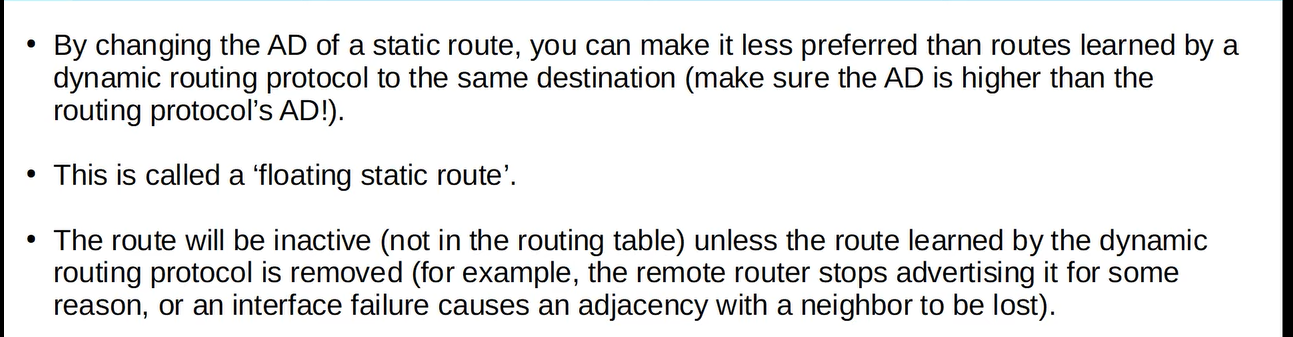 • By changing the AD of a static route, you can make it less preferred than routes learned by a
dynamic routing protocol to the same destination (make sure the AD is higher than the
routing protocol’s AD!).
• This is called a ‘floating static route’.
• The route will be inactive (not in the routing table) unless the route learned by the dynamic
routing protocol is removed (for example, the remote router stops advertising it for some
reason, or an interface failure causes an adjacency with a neighbor to be lost).